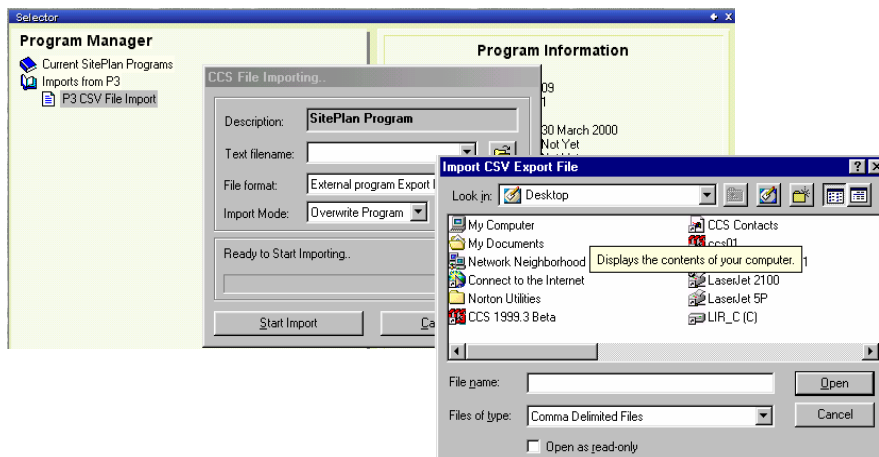 Selector
Program Manager
Current SitePlan Programs
Imports from P3
P3 CSV File Import
Program Information
09
1
30 March 2000
Not Yet
CCS File Importing..
Description:
SitePlan Program
Text filename:
File format:
External program Export
Import Mode:
Overwrite Program
Ready to Start Importing..
Start Import
Ca
Import CSV Export File
Look in:
Desktop
My Computer
My Documents
Network Neighborhood
Connect to the Internet
Norton Utilities
CCS 1999.3 Beta
CCS Contacts
ccs01
Displays the contents of your computer.
1
LaserJet 2100
LaserJet 5P
LIR_C (C)
File name:
Open
Files of type:
Comma Delimited Files
Cancel
Open as read-only